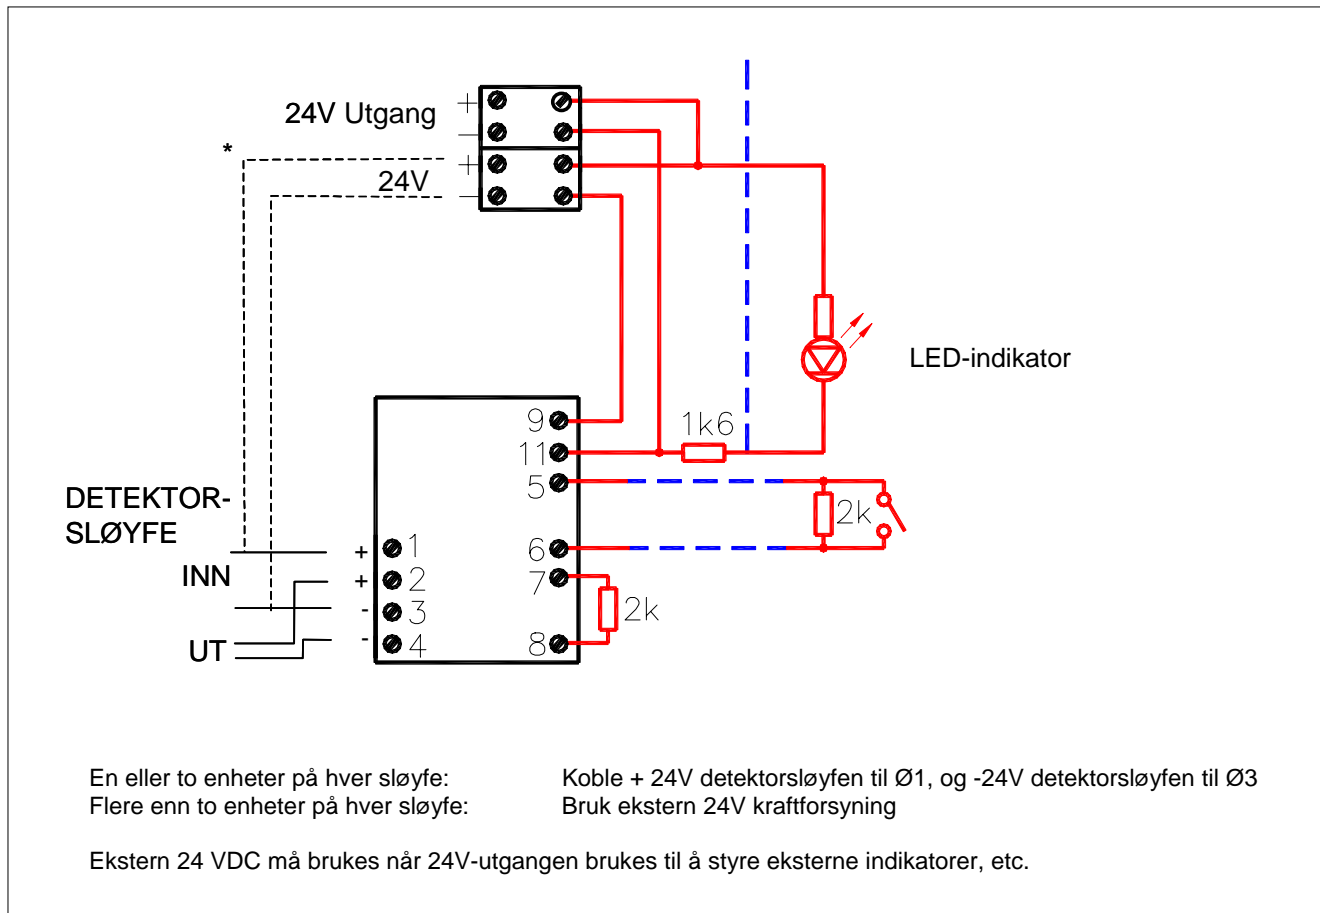 24V Utgang
+
–
*
+
24V
–
LED-indikator
9
1k6
11
5
DETEKTOR-
SLØYFE
2k
+ 1
6
INN
+ 2
7
- 3
2k
UT
- 4
8
En eller to enheter på hver sløyfe: Koble + 24V detektorsløyfen til Ø1, og -24V detektorsløyfen til Ø3
Flere enn to enheter på hver sløyfe: Bruk ekstern 24V kraftforsyning
Ekstern 24 VDC må brukes når 24V-utgangen brukes til å styre eksterne indikatorer, etc.